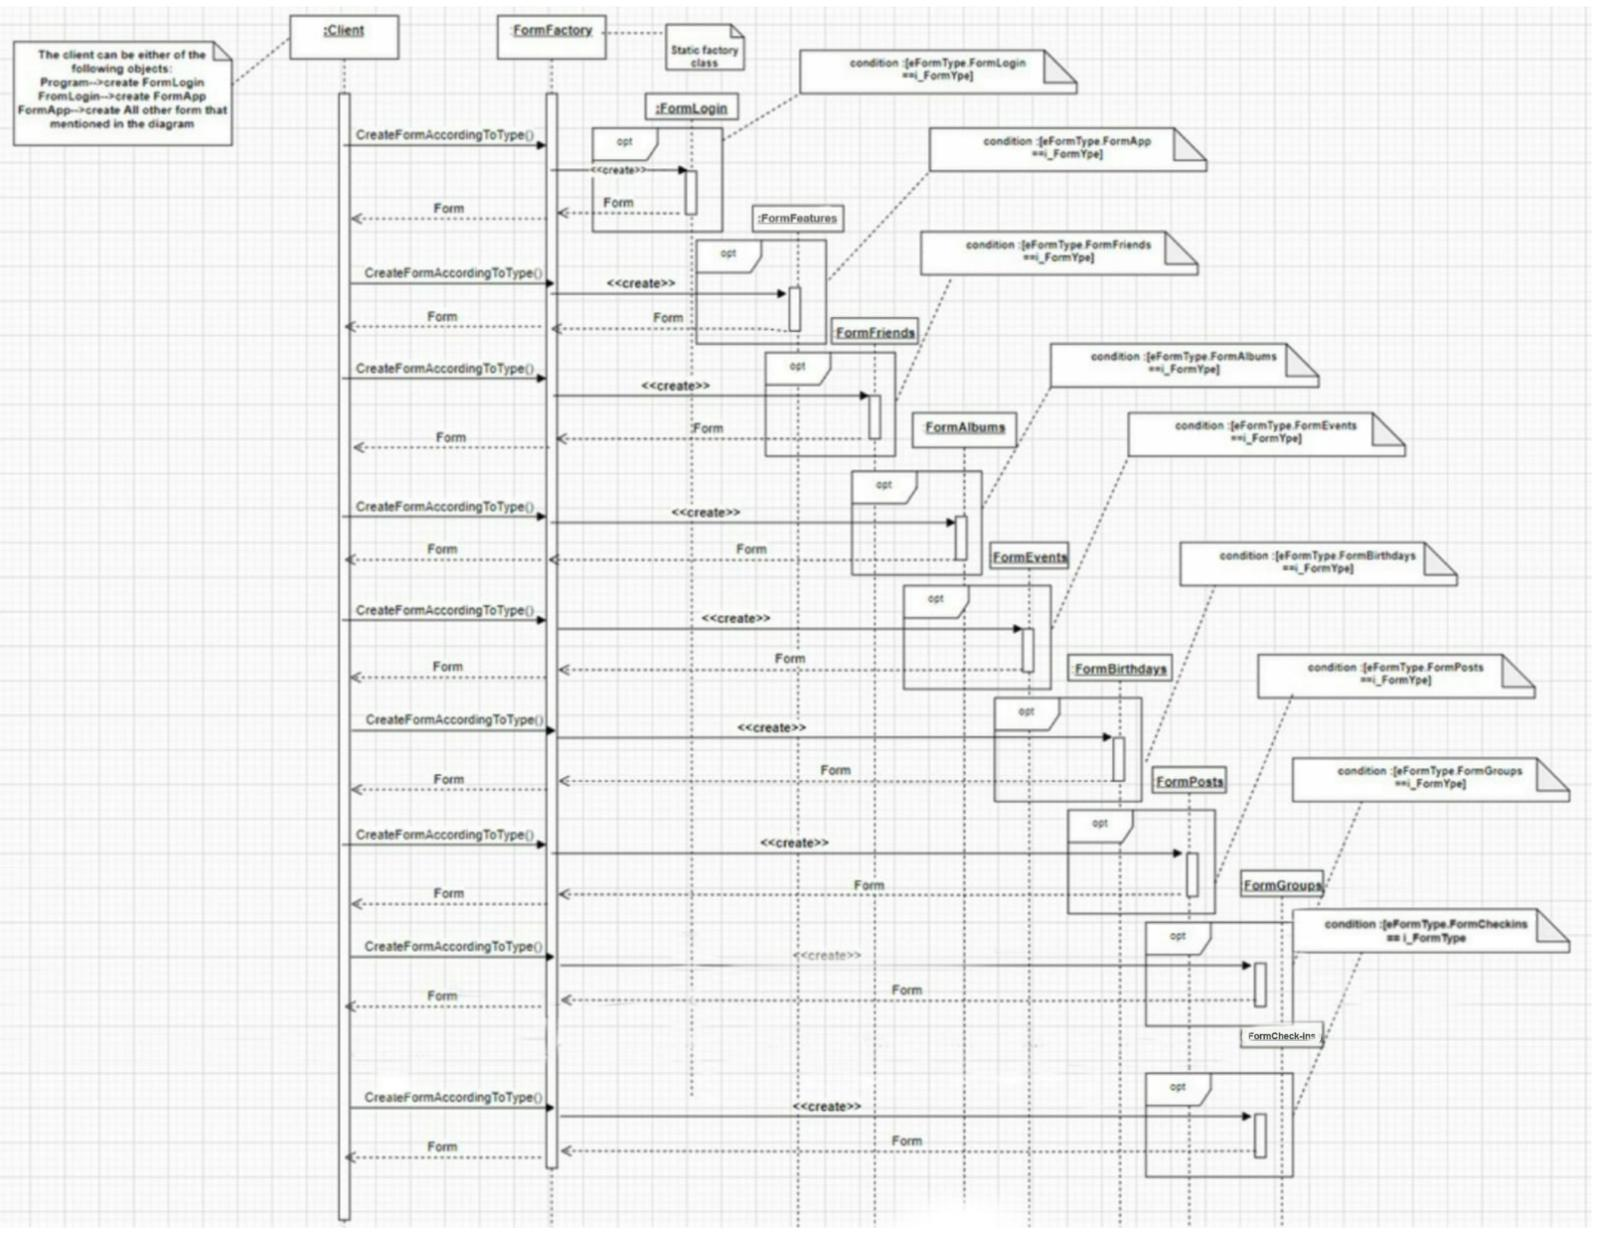 The client can be either of the
following objects:
Program-->create FormLogin
FromLogin-->create FormApp
FormApp-->create All other form that
mentioned in the diagram
:Client
:FormFactory
Static factory
class
condition :[eFormType.FormLogin
==i_FormYpe]
:FormLogin
CreateFormAccordingToType()
opt
<<create>>
Form
Form
condition :[eFormType.FormApp
==i_FormYpe]
:FormFeatures
opt
CreateFormAccordingToType()
<<create>>
Form
Form
condition :[eFormType.FormFriends
==i_FormYpe]
:FormFriends
CreateFormAccordingToType()
opt
<<create>>
Form
Form
condition :[eFormType.FormAlbums
==i_FormYpe]
:FormAlbums
opt
CreateFormAccordingToType()
<<create>>
Form
Form
condition :[eFormType.FormEvents
==i_FormYpe]
:FormEvents
opt
CreateFormAccordingToType()
<<create>>
Form
Form
condition :[eFormType.FormBirthdays
==i_FormYpe]
:FormBirthdays
opt
CreateFormAccordingToType()
<<create>>
Form
Form
condition :[eFormType.FormPosts
==i_FormYpe]
:FormPosts
opt
CreateFormAccordingToType()
<<create>>
Form
Form
condition :[eFormType.FormGroups
==i_FormYpe]
:FormGroups
opt
CreateFormAccordingToType()
<<create>>
Form
Form
condition :[eFormType.FormCheckins
== i_FormType
FormCheck-ins
opt
CreateFormAccordingToType()
<<create>>
Form
Form